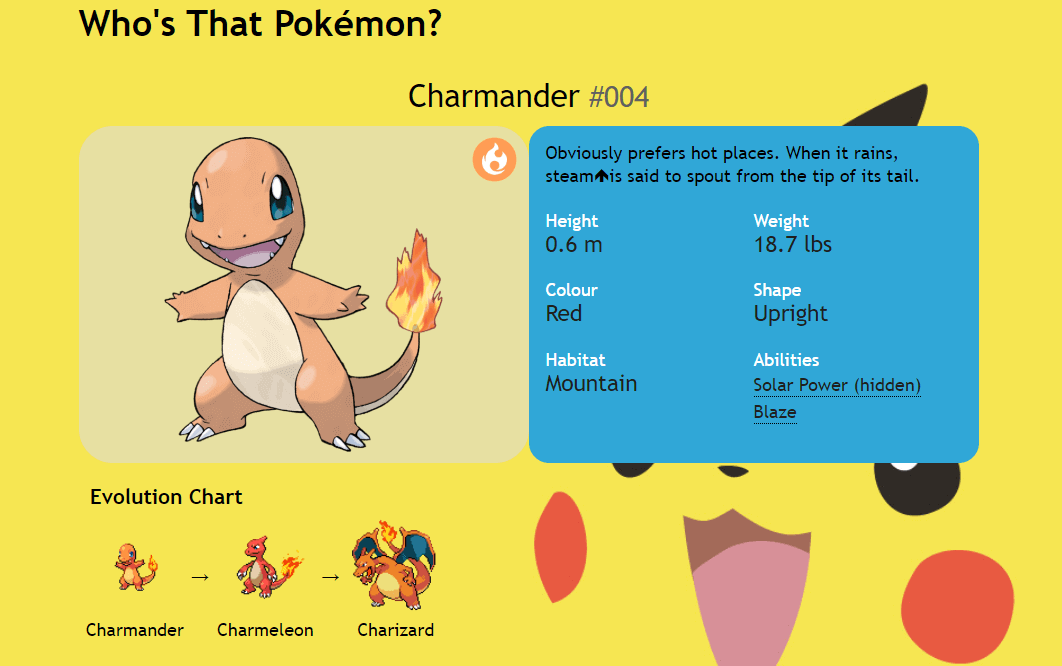 Who's That Pokémon?
Charmander #004
Obviously prefers hot places. When it rains,
steam🡅is said to spout from the tip of its tail.
Height
0.6 m
Weight
18.7 lbs
Colour
Red
Shape
Upright
Habitat
Mountain
Abilities
Solar Power (hidden)
Blaze
Evolution Chart
→ →
Charmander Charmeleon Charizard